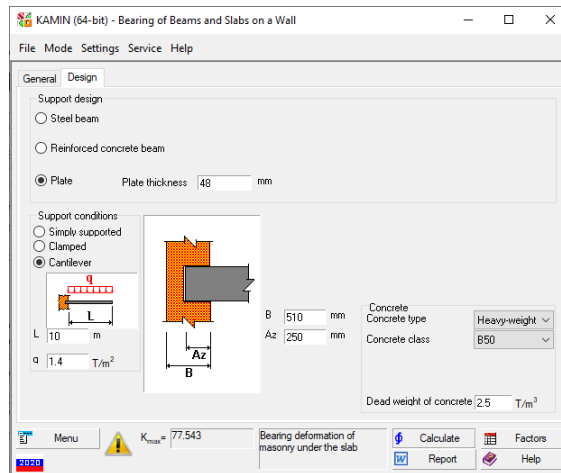 KAMIN (64-bit) - Bearing of Beams and Slabs on a Wall
File Mode Settings Service Help
General Design
Support design
Steel beam
Reinforced concrete beam
Plate Plate thickness 48 mm
Support conditions
Simply supported
Clamped
Cantilever
q
L
L 10 m
q 1.4 T/m²
Az
B
B 510 mm
Az 250 mm
Concrete
Concrete type Heavy-weight
Concrete class B50
Dead weight of concrete 2.5 T/m³
Menu
Kmax= 77.543
Bearing deformation of
masonry under the slab
Calculate Factors
Report Help
2020